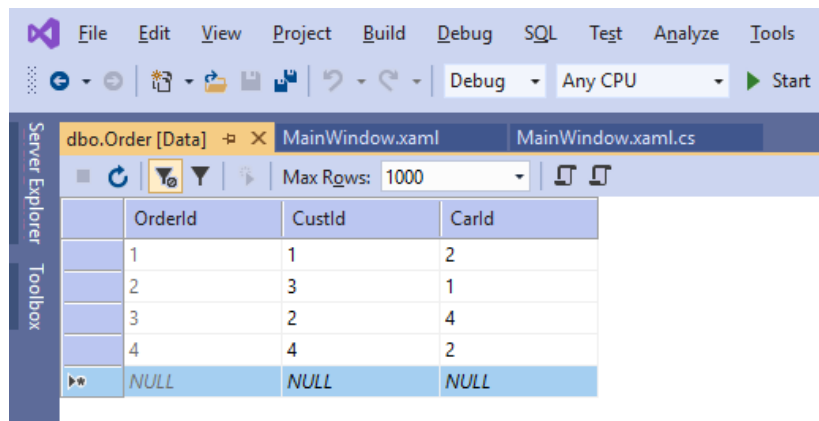 File Edit View Project Build Debug SQL Test Analyze Tools
Debug Any CPU Start
Server Explorer
Toolbox
dbo.Order [Data] MainWindow.xaml MainWindow.xaml.cs
Max Rows: 1000
OrderId CustId CarId
1 1 2
2 3 1
3 2 4
4 4 2
NULL NULL NULL